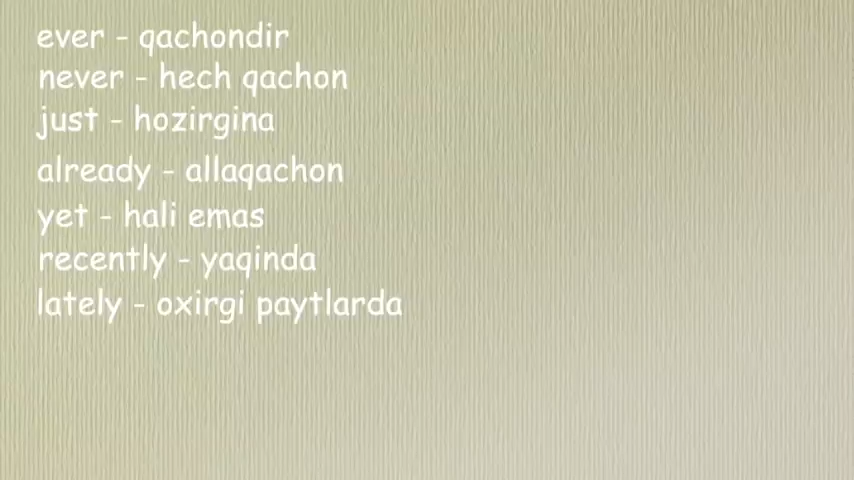 ever - qachondir
never - hech qachon
just - hozirgina
already - allaqachon
yet - hali emas
recently - yaqinda
lately - oxirgi paytlarda